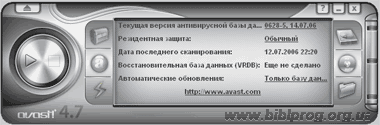 Текущая версия антивирусной базы да... 0628-5, 14.07.06
Резидентная защита: Обычный
Дата последнего сканирования: 12.07.2006 22:20
Восстановительная база данных (VRDB): Еще не сделано
Автоматические обновления: Только базу дан...
http://www.avast.com
avast! 4.7
www.biblprog.org.ua